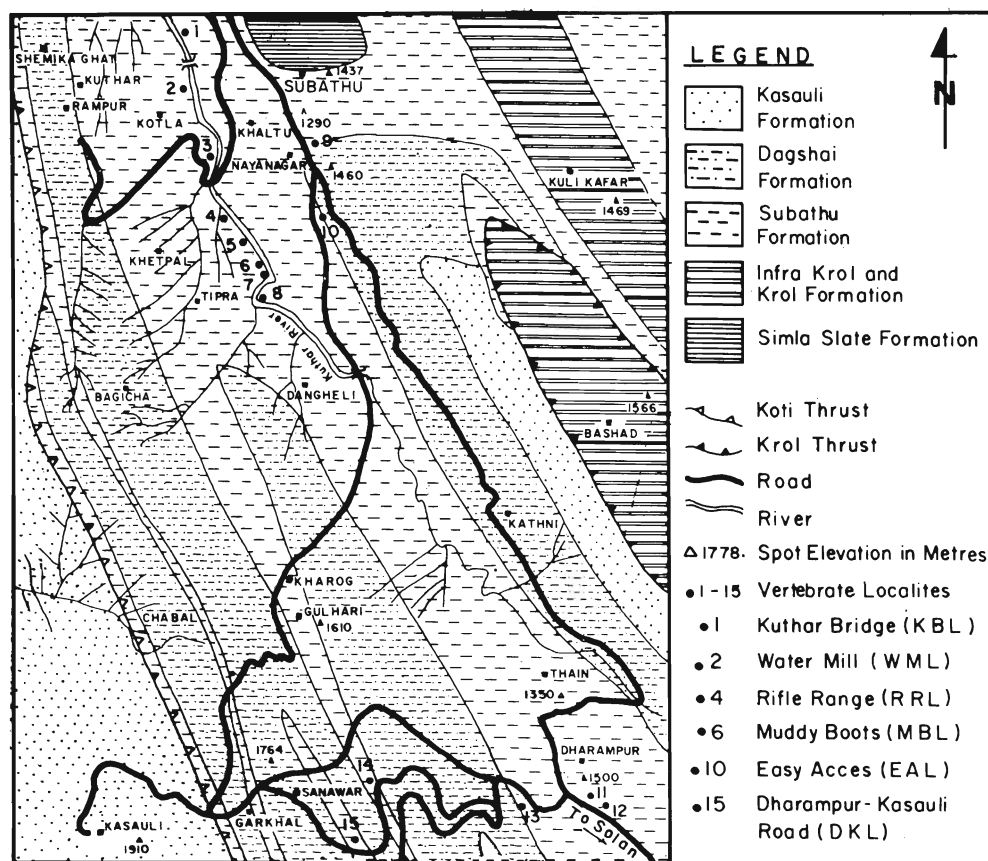 1
SHEMIKA GHAT
KUTHAR
RAMPUR
2
KOTLA
3
KHALTU
SUBATHU
1437
1290
9
NAYANAGAR
1460
10
KULI KAFAR
1469
4
KHETPAL
5
6
7
TIPRA
8
Kuthar River
DANGHELI
BAGICHA
1566
BASHAD
KATHNI
KHAROG
GULHARI
1610
CHABAL
THAIN
1350
DHARAMPUR
1500
11
12
13
To Solan
1764
14
SANAWAR
15
GARKHAL
KASAULI
1910
LEGEND
Kasauli
Formation
Dagshai
Formation
Subathu
Formation
Infra Krol and
Krol Formation
Simla Slate Formation
Koti Thrust
Krol Thrust
Road
River
1778. Spot Elevation in Metres
1-15 Vertebrate Localites
1 Kuthar Bridge (KBL)
2 Water Mill (WML)
4 Rifle Range (RRL)
6 Muddy Boots (MBL)
10 Easy Acces (EAL)
15 Dharampur-Kasauli
Road (DKL)
N